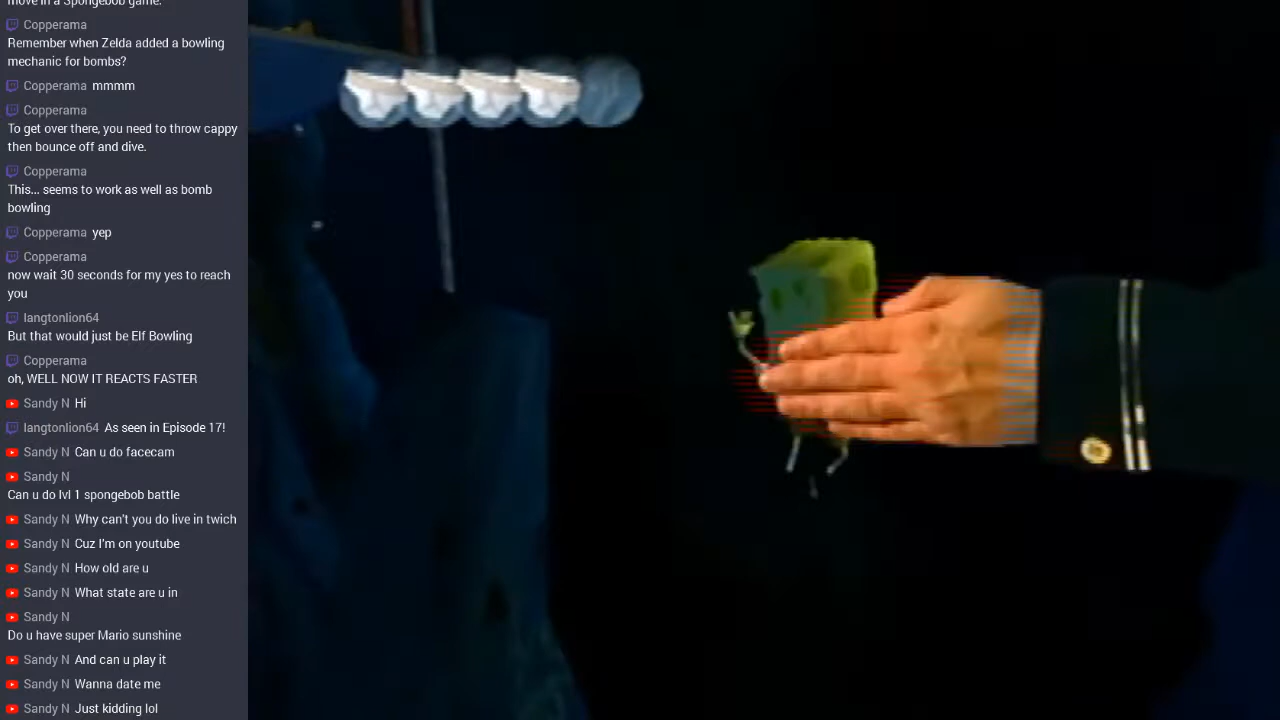 move in a Spongebob game.
Copperama
Remember when Zelda added a bowling
mechanic for bombs?
Copperama mmmm
Copperama
To get over there, you need to throw cappy
then bounce off and dive.
Copperama
This... seems to work as well as bomb
bowling
Copperama yep
Copperama
now wait 30 seconds for my yes to reach
you
langtonlion64
But that would just be Elf Bowling
Copperama
oh, WELL NOW IT REACTS FASTER
Sandy N Hi
langtonlion64 As seen in Episode 17!
Sandy N Can u do facecam
Sandy N
Can u do lvl 1 spongebob battle
Sandy N Why can't you do live in twich
Sandy N Cuz I'm on youtube
Sandy N How old are u
Sandy N What state are u in
Sandy N
Do u have super Mario sunshine
Sandy N And can u play it
Sandy N Wanna date me
Sandy N Just kidding lol